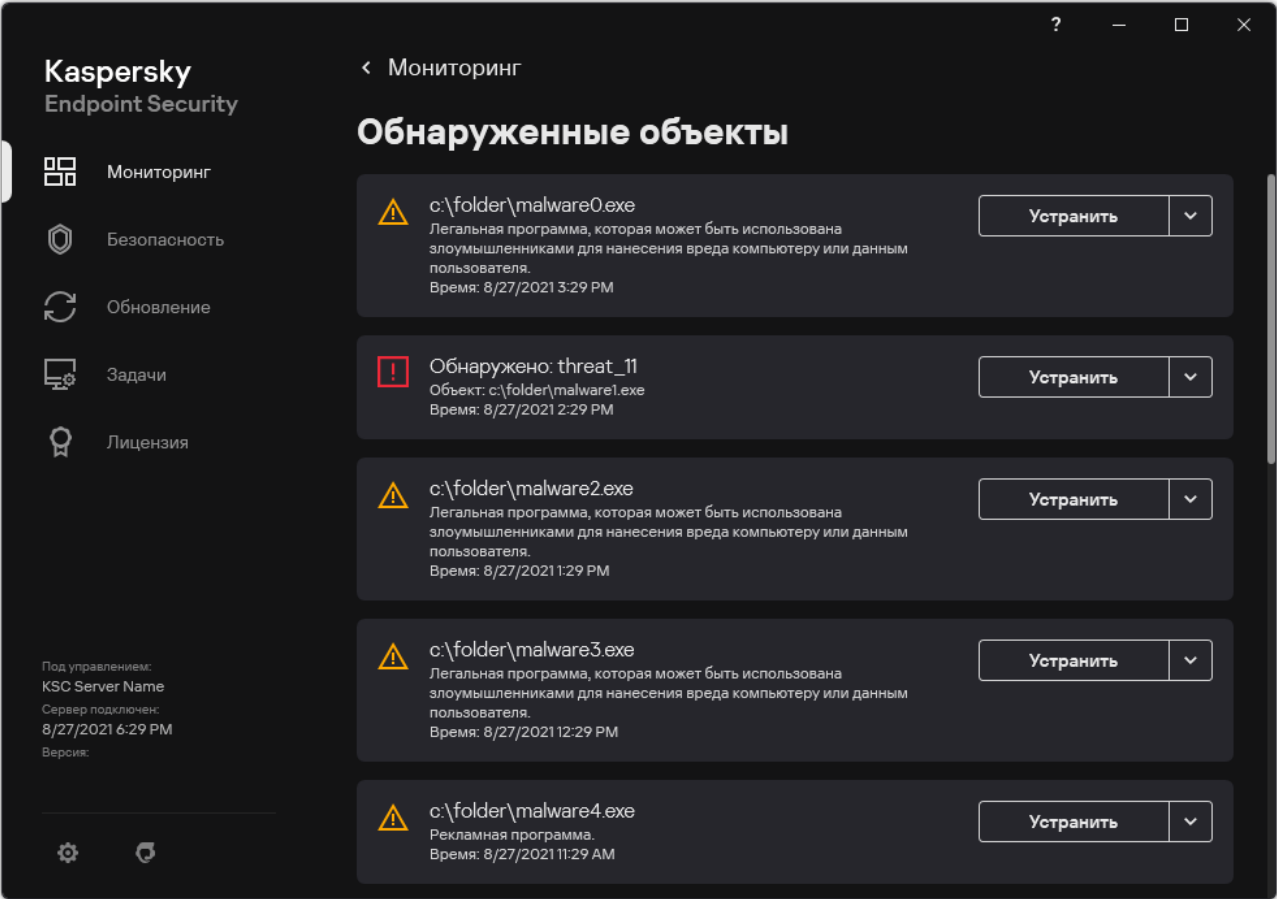 ?
Kaspersky
Endpoint Security
Мониторинг
Безопасность
Обновление
Задачи
Лицензия
Под управлением:
KSC Server Name
Сервер подключен:
8/27/2021 6:29 PM
Версия:
Мониторинг
Обнаруженные объекты
c:\folder\malware0.exe
Легальная программа, которая может быть использована
злоумышленниками для нанесения вреда компьютеру или данным
пользователя.
Время: 8/27/2021 3:29 PM
Устранить
Обнаружено: threat_11
Объект: c:\folder\malware1.exe
Время: 8/27/2021 2:29 PM
Устранить
c:\folder\malware2.exe
Легальная программа, которая может быть использована
злоумышленниками для нанесения вреда компьютеру или данным
пользователя.
Время: 8/27/2021 1:29 PM
Устранить
c:\folder\malware3.exe
Легальная программа, которая может быть использована
злоумышленниками для нанесения вреда компьютеру или данным
пользователя.
Время: 8/27/2021 12:29 PM
Устранить
c:\folder\malware4.exe
Рекламная программа.
Время: 8/27/2021 11:29 AM
Устранить